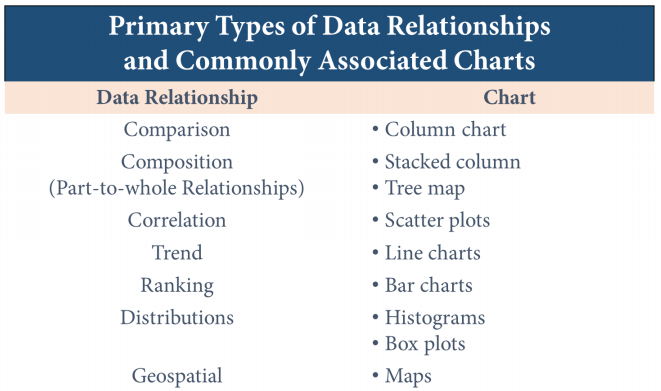 Primary Types of Data Relationships
and Commonly Associated Charts
Data Relationship Chart
Comparison • Column chart
Composition • Stacked column
(Part-to-whole Relationships) • Tree map
Correlation • Scatter plots
Trend • Line charts
Ranking • Bar charts
Distributions • Histograms
• Box plots
Geospatial • Maps